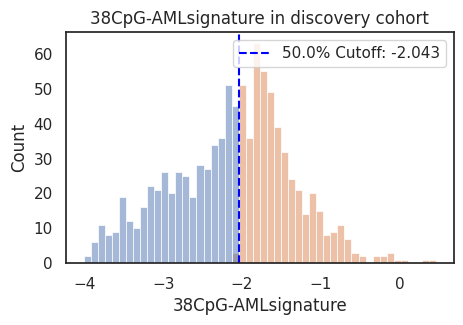 38CpG-AMLsignature in discovery cohort
50.0% Cutoff: -2.043
Count
60
50
40
30
20
10
0
−4 −3 −2 −1 0
38CpG-AMLsignature